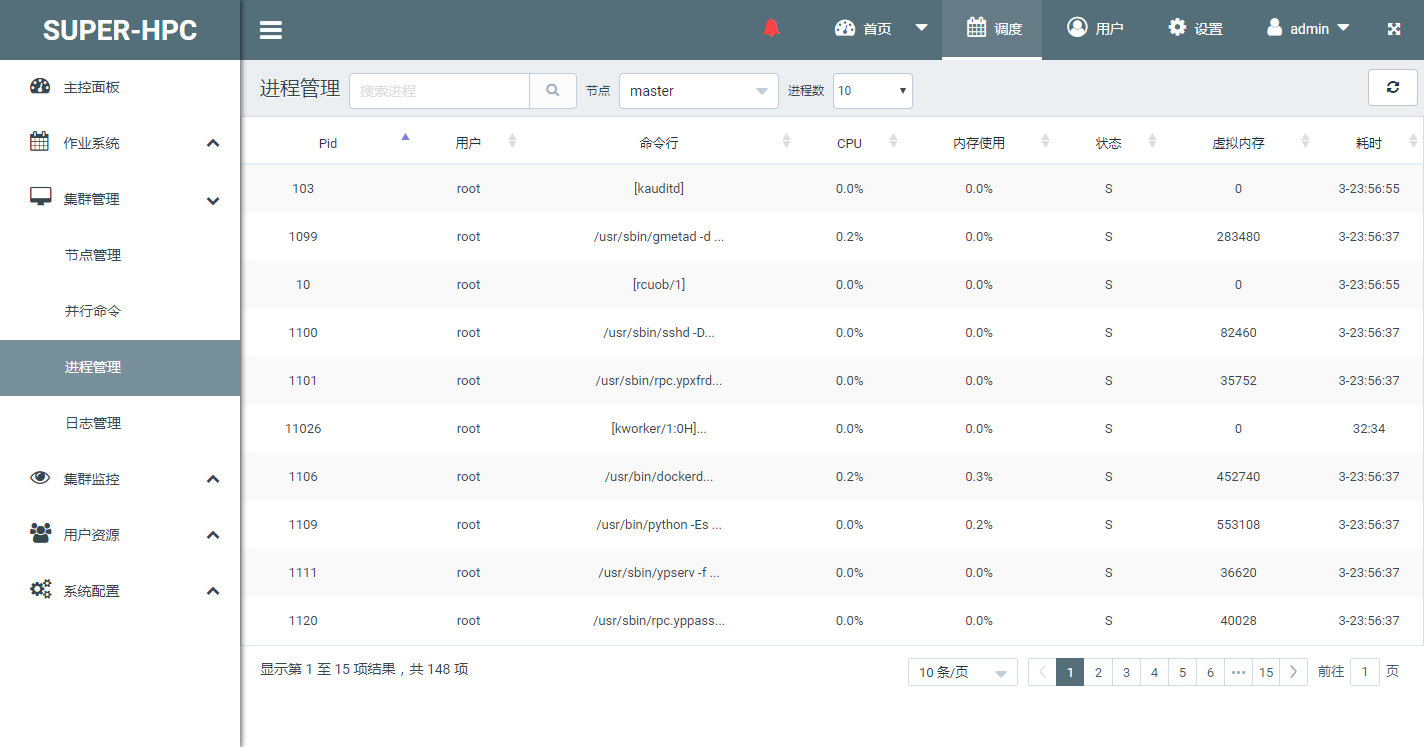 SUPER-HPC 首页 调度 用户 设置 admin
主控面板
作业系统
集群管理
节点管理
并行命令
进程管理
日志管理
集群监控
用户资源
系统配置
进程管理 搜索进程 节点 master 进程数 10
Pid 用户 命令行 CPU 内存使用 状态 虚拟内存 耗时
103 root [kauditd] 0.0% 0.0% S 0 3-23:56:55
1099 root /usr/sbin/gmetad -d ... 0.2% 0.0% S 283480 3-23:56:37
10 root [rcuob/1] 0.0% 0.0% S 0 3-23:56:55
1100 root /usr/sbin/sshd -D... 0.0% 0.0% S 82460 3-23:56:37
1101 root /usr/sbin/rpc.ypxfrd... 0.0% 0.0% S 35752 3-23:56:37
11026 root [kworker/1:0H]... 0.0% 0.0% S 0 32:34
1106 root /usr/bin/dockerd... 0.2% 0.3% S 452740 3-23:56:37
1109 root /usr/bin/python -Es ... 0.0% 0.2% S 553108 3-23:56:37
1111 root /usr/sbin/ypserv -f ... 0.0% 0.0% S 36620 3-23:56:37
1120 root /usr/sbin/rpc.yppass... 0.0% 0.0% S 40028 3-23:56:37
显示第 1 至 15 项结果，共 148 项 10 条/页 1 2 3 4 5 6 ••• 15 前往 1 页